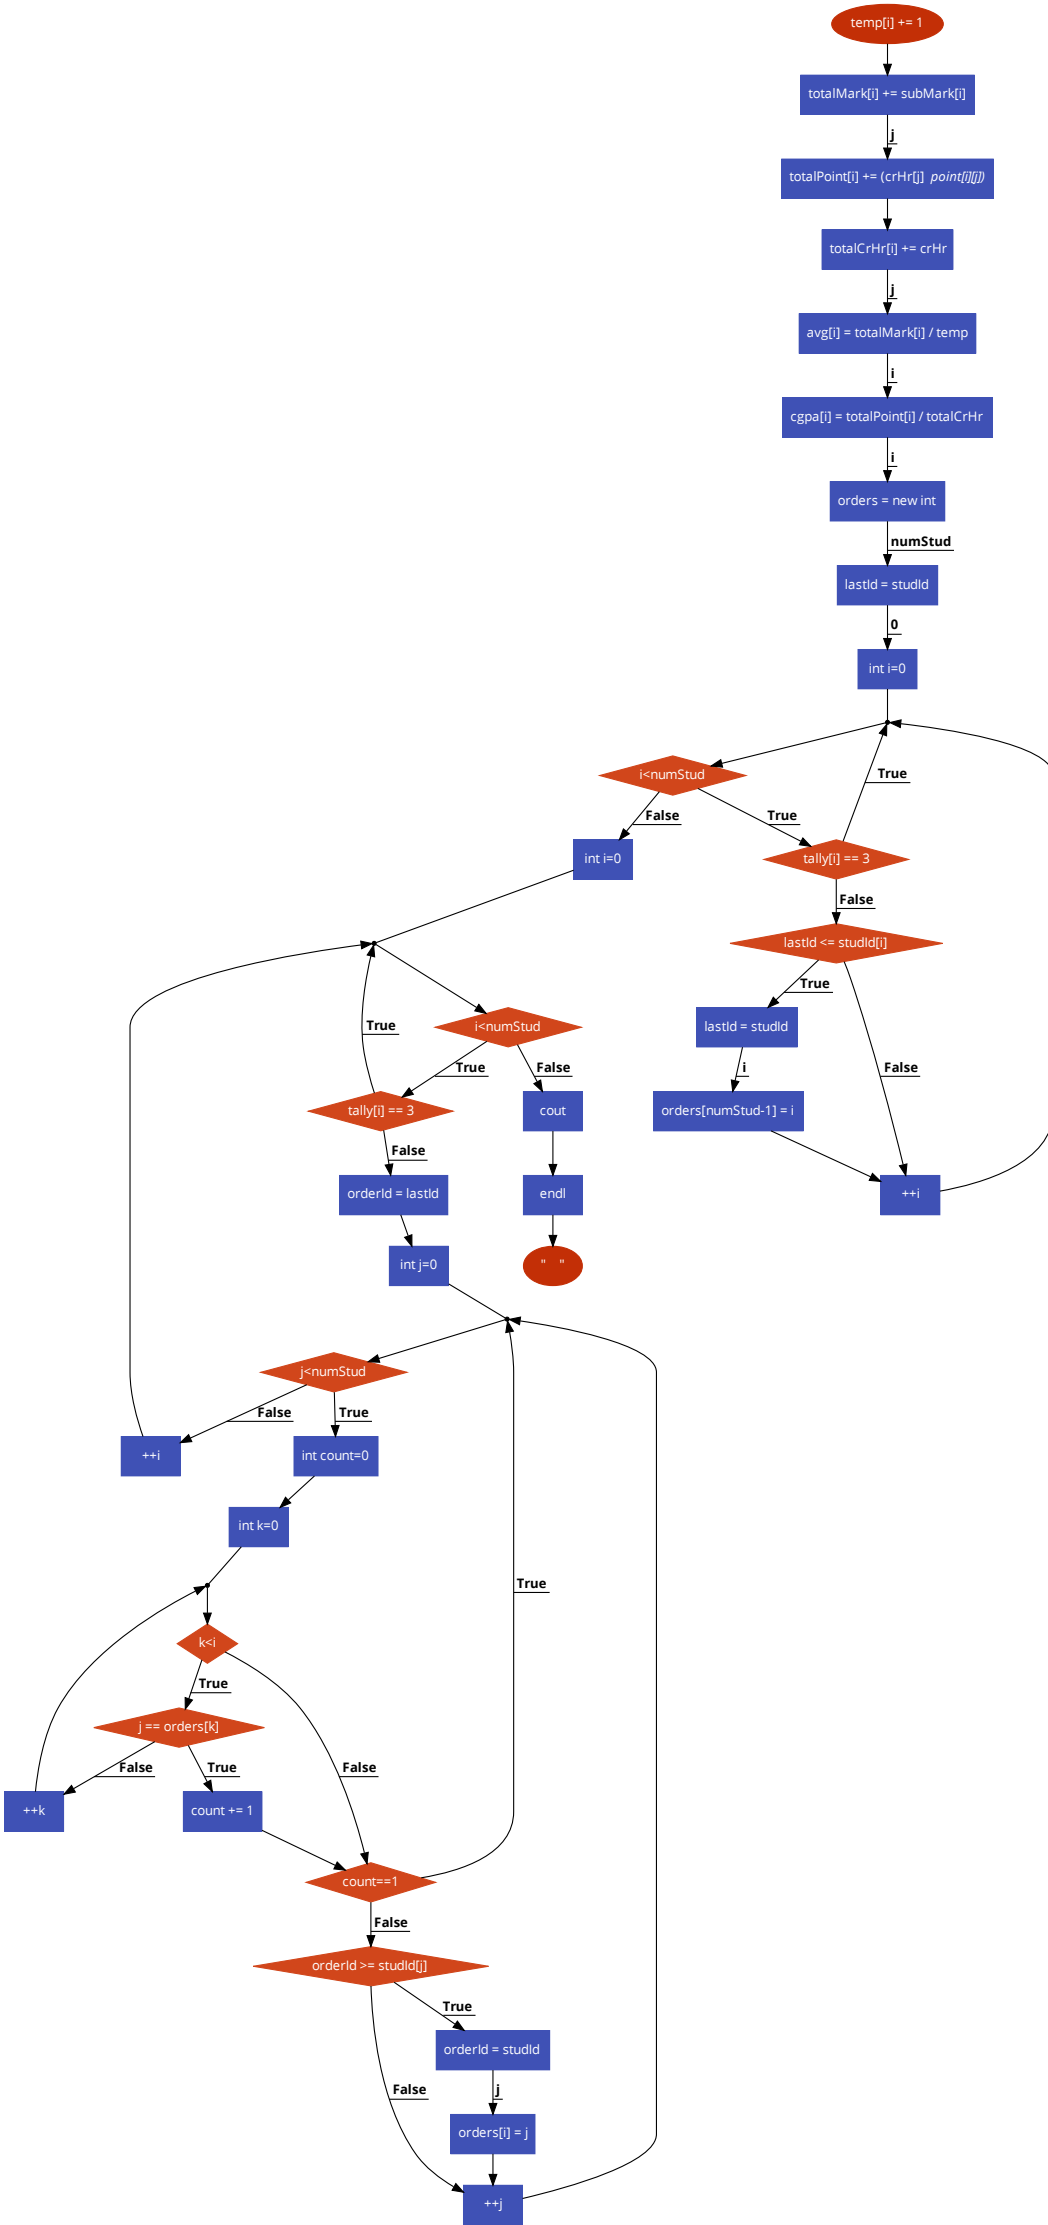 temp[i] += 1
totalMark[i] += subMark[i]
j
totalPoint[i] += (crHr[j]  point[i][j])
totalCrHr[i] += crHr
j
avg[i] = totalMark[i] / temp
i
cgpa[i] = totalPoint[i] / totalCrHr
i
orders = new int
numStud
lastId = studId
0
int i=0
i<numStud
False
True
True
int i=0
tally[i] == 3
False
lastId <= studId[i]
True
lastId = studId
i
False
orders[numStud-1] = i
++i
i<numStud
True
True
False
tally[i] == 3
cout
False
orderId = lastId
endl
int j=0
"    "
j<numStud
False
True
++i
int count=0
int k=0
True
k<i
True
j == orders[k]
False
True
False
++k
count += 1
count==1
False
orderId >= studId[j]
True
orderId = studId
False
j
orders[i] = j
++j